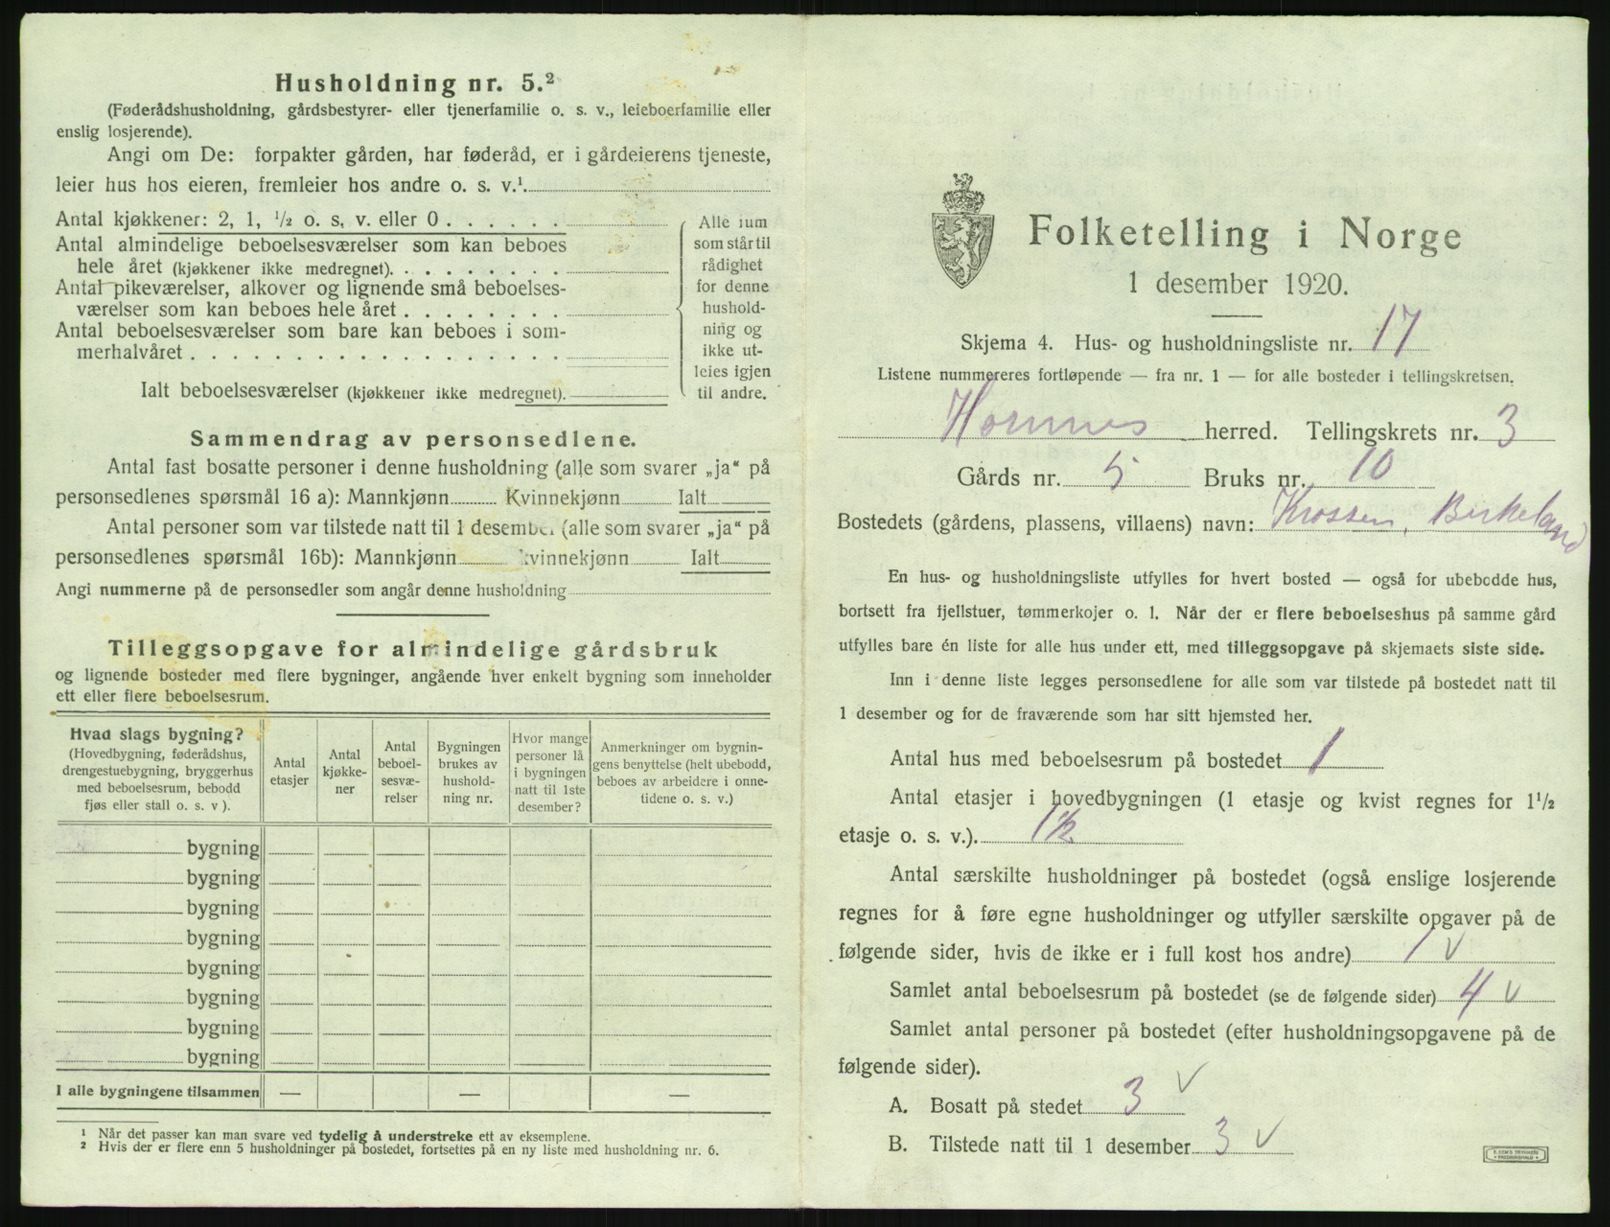 Husholdning nr. 5.²
(Føderådshusholdning, gårdsbestyrer- eller tjenerfamilie o. s. v., leieboerfamilie eller
enslig losjerende).
Angi om De: forpakter gården, har føderåd, er i gårdeierens tjeneste,
leier hus hos eieren, fremleier hos andre o. s. v.¹
Antal kjøkkener: 2, 1, ½ o. s. v. eller 0 . . . . . .
Antal almindelige beboelsesværelser som kan beboes
hele året (kjøkkener ikke medregnet). . . . . . . . .
Antal pikeværelser, alkover og lignende små beboelses-
værelser som kan beboes hele året . . . . . . . .
Antal beboelsesværelser som bare kan beboes i som-
merhalvåret . . . . . . . . . . . . . . . . . .
Ialt beboelsesværelser (kjøkkener ikke medregnet).
Alle rum
som står til
rådighet
for denne
hushold-
ning og
ikke ut-
leies igjen
til andre.
Sammendrag av personsedlene.
Antal fast bosatte personer i denne husholdning (alle som svarer „ja“ på
personsedlenes spørsmål 16 a): Mannkjønn Kvinnekjønn Ialt
Antal personer som var tilstede natt til 1 desember (alle som svarer „ja“ på
personsedlenes spørsmål 16b): Mannkjønn kvinnekjønn Ialt
Angi nummerne på de personsedler som angår denne husholdning
Tilleggsopgave for almindelige gårdsbruk
og lignende bosteder med flere bygninger, angående hver enkelt bygning som inneholder
ett eller flere beboelsesrum.
Hvad slags bygning?
(Hovedbygning, føderådshus,
drengestuebygning, bryggerhus
med beboelsesrum, bebodd
fjøs eller stall o. s. v ).
Antal
etasjer
Antal
kjøkke-
ner
Antal
beboel-
sesvæ-
relser
Bygningen
brukes av
hushold-
ning nr.
Hvor mange
personer lå
i bygningen
natt til 1ste
desember?
Anmerkninger om bygnin-
gens benyttelse (helt ubebodd,
beboes av arbeidere i onne-
tidene o. s. v.)
bygning
bygning
bygning
bygning
bygning
bygning
bygning
bygning
I alle bygningene tilsammen — — —
¹ Når det passer kan man svare ved tydelig å understreke ett av eksemplene.
² Hvis der er flere enn 5 husholdninger på bostedet, fortsettes på en ny liste med husholdning nr. 6.
Folketelling i Norge
1 desember 1920.
Skjema 4. Hus- og husholdningsliste nr. 17
Listene nummereres fortløpende — fra nr. 1 — for alle bosteder i tellingskretsen.
Hornnes herred. Tellingskrets nr. 3
Gårds nr. 5 Bruks nr. 10
Bostedets (gårdens, plassens, villaens) navn: Krossen, Birkeland
En hus- og husholdningsliste utfylles for hvert bosted — også for ubebodde hus,
bortsett fra fjellstuer, tømmerkojer o. l. Når der er flere beboelseshus på samme gård
utfylles bare én liste for alle hus under ett, med tilleggsopgave på skjemaets siste side.
Inn i denne liste legges personsedlene for alle som var tilstede på bostedet natt til
1 desember og for de fraværende som har sitt hjemsted her.
Antal hus med beboelsesrum på bostedet 1
Antal etasjer i hovedbygningen (1 etasje og kvist regnes for 1½
etasje o. s. v.). 1½
Antal særskilte husholdninger på bostedet (også enslige losjerende
regnes for å føre egne husholdninger og utfyller særskilte opgaver på de
følgende sider, hvis de ikke er i full kost hos andre) 1 v
Samlet antal beboelsesrum på bostedet (se de følgende sider) 4 v
Samlet antal personer på bostedet (efter husholdningsopgavene på de
følgende sider).
A. Bosatt på stedet 3 v
B. Tilstede natt til 1 desember 3 v